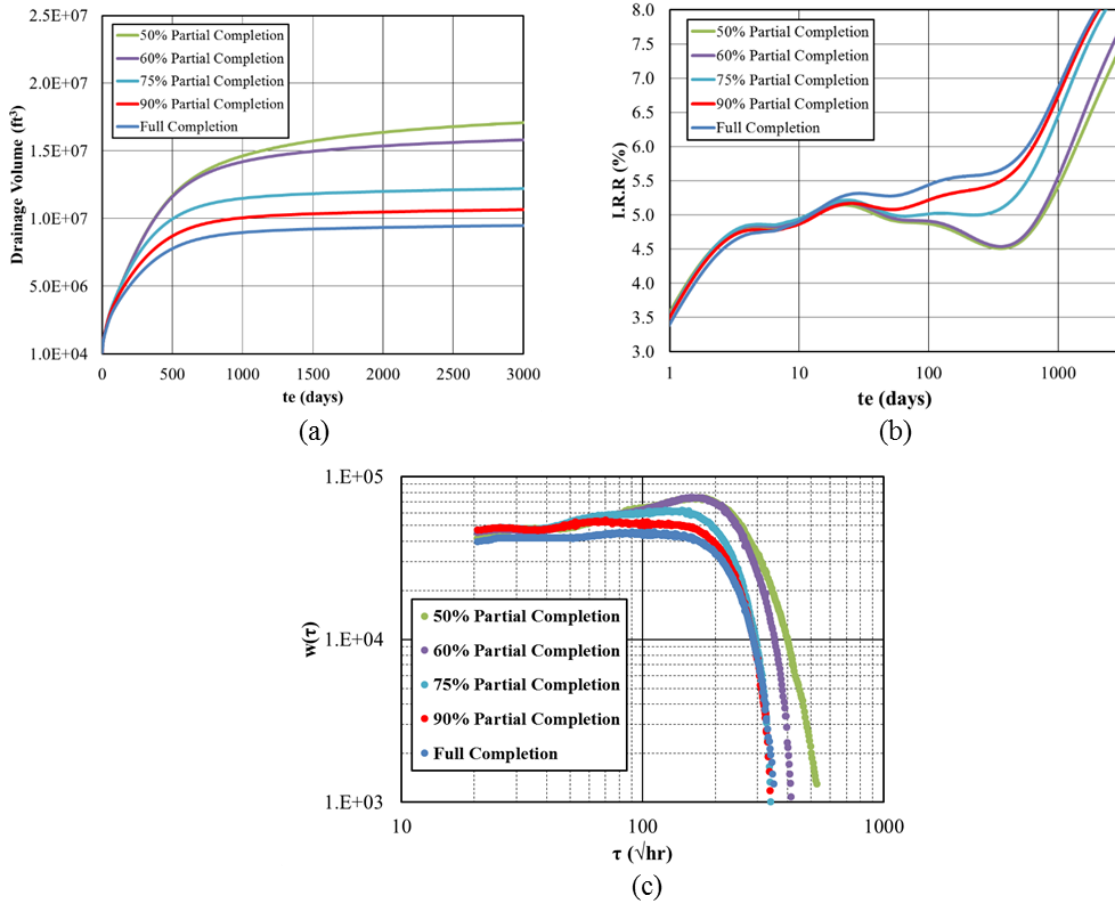 2.5E+07
2.0E+07
1.5E+07
1.0E+07
5.0E+06
1.0E+04
Drainage Volume (ft³)
50% Partial Completion
60% Partial Completion
75% Partial Completion
90% Partial Completion
Full Completion
0 500 1000 1500 2000 2500 3000
te (days)
(a)
8.0
7.5
7.0
6.5
6.0
5.5
5.0
4.5
4.0
3.5
3.0
I.R.R (%)
50% Partial Completion
60% Partial Completion
75% Partial Completion
90% Partial Completion
Full Completion
1 10 100 1000
te (days)
(b)
1.E+05
1.E+04
1.E+03
w(τ)
50% Partial Completion
60% Partial Completion
75% Partial Completion
90% Partial Completion
Full Completion
10 100 1000
τ (√hr)
(c)